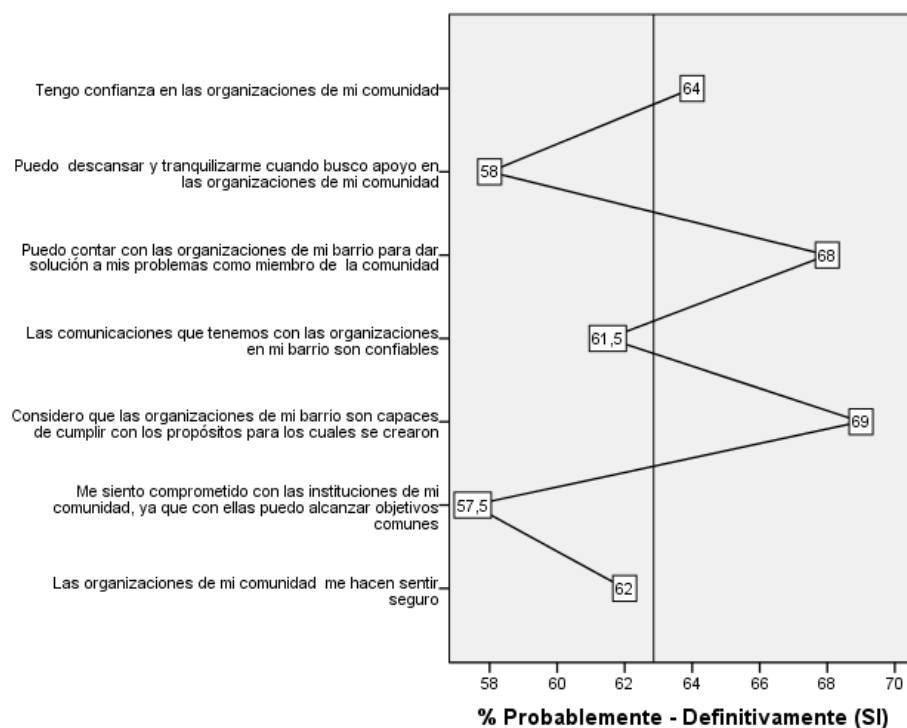 Tengo confianza en las organizaciones de mi comunidad
64
Puedo descansar y tranquilizarme cuando busco apoyo en
las organizaciones de mi comunidad
58
Puedo contar con las organizaciones de mi barrio para dar
solución a mis problemas como miembro de la comunidad
68
Las comunicaciones que tenemos con las organizaciones
en mi barrio son confiables
61,5
Considero que las organizaciones de mi barrio son capaces
de cumplir con los propósitos para los cuales se crearon
69
Me siento comprometido con las instituciones de mi
comunidad, ya que con ellas puedo alcanzar objetivos
comunes
57,5
Las organizaciones de mi comunidad me hacen sentir
seguro
62
58 60 62 64 66 68 70
% Probablemente - Definitivamente (SI)